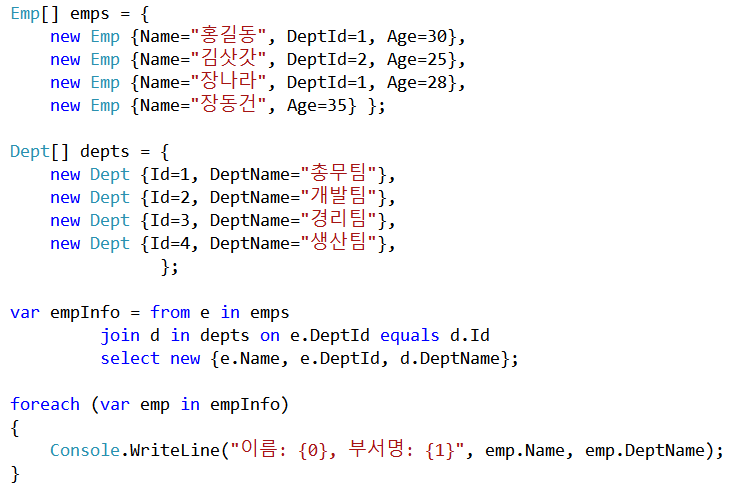 Emp[] emps = {
    new Emp {Name="홍길동", DeptId=1, Age=30},
    new Emp {Name="김삿갓", DeptId=2, Age=25},
    new Emp {Name="장나라", DeptId=1, Age=28},
    new Emp {Name="장동건", Age=35} };

Dept[] depts = {
    new Dept {Id=1, DeptName="총무팀"},
    new Dept {Id=2, DeptName="개발팀"},
    new Dept {Id=3, DeptName="경리팀"},
    new Dept {Id=4, DeptName="생산팀"},
               };

var empInfo = from e in emps
         join d in depts on e.DeptId equals d.Id
         select new {e.Name, e.DeptId, d.DeptName};

foreach (var emp in empInfo)
{
    Console.WriteLine("이름: {0}, 부서명: {1}", emp.Name, emp.DeptName);
}